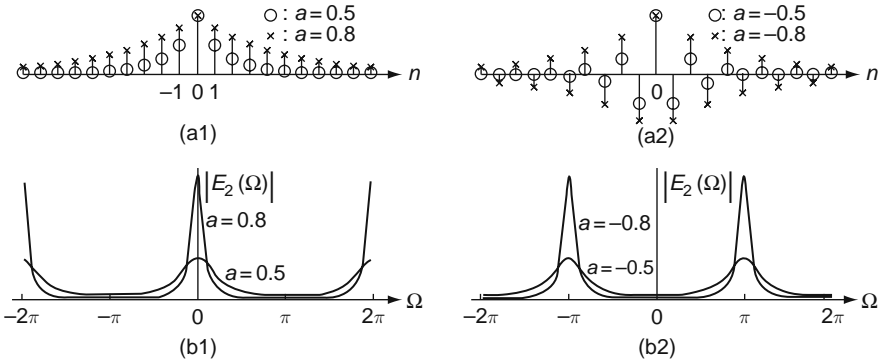 ○: a = 0.5
×: a = 0.8
n
–1 0 1
(a1)
○: a = –0.5
×: a = –0.8
n
0
(a2)
|E₂(Ω)|
a = 0.8
a = 0.5
Ω
–2π –π 0 π 2π
(b1)
|E₂(Ω)|
a = –0.8
a = –0.5
Ω
–2π –π 0 π 2π
(b2)